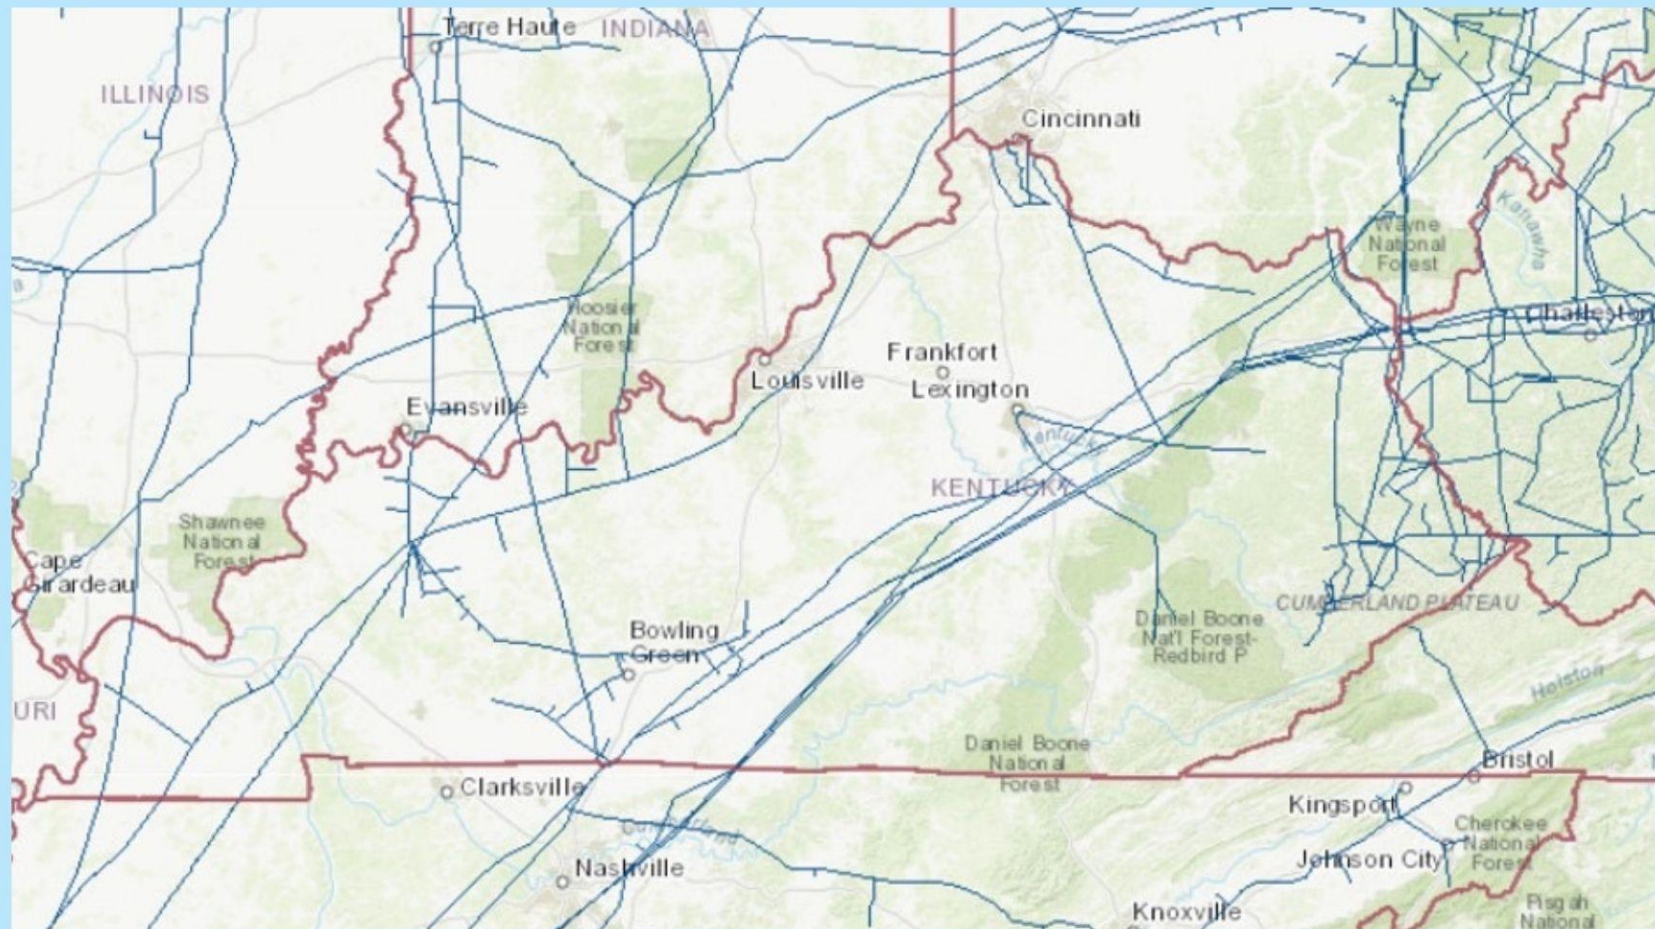 Terre Haute
INDIANA
ILLINOIS
Cincinnati
Kanawha
Wayne
National
Forest
Hoosier
National
Forest
Charleston
Frankfort
Louisville
Lexington
Evansville
Kentucky
KENTUCKY
Shawnee
National
Forest
Cape
Girardeau
CUMBERLAND PLATEAU
Daniel Boone
Nat'l Forest-
Redbird P
Bowling
Green
Holston
URI
Daniel Boone
National
Forest
Bristol
Clarksville
Kingsport
Cumberland
Cherokee
National
Forest
Johnson City
Nashville
Knoxville
Pisgah
National